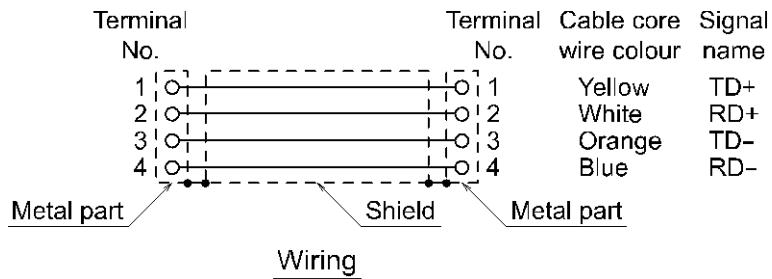 Terminal Terminal Cable core Signal
No. No. wire colour name
1 1 Yellow TD+
2 2 White RD+
3 3 Orange TD−
4 4 Blue RD−
Metal part Shield Metal part
Wiring